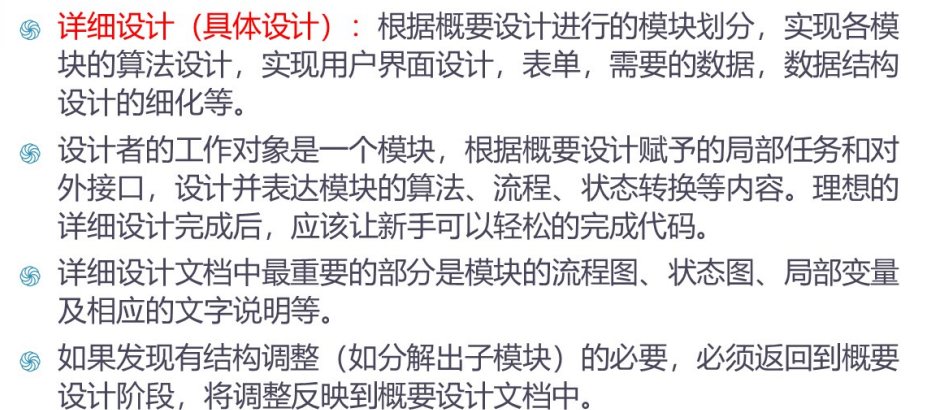 详细设计（具体设计）：根据概要设计进行的模块划分，实现各模
块的算法设计，实现用户界面设计，表单，需要的数据，数据结构
设计的细化等。
设计者的工作对象是一个模块，根据概要设计赋予的局部任务和对
外接口，设计并表达模块的算法、流程、状态转换等内容。理想的
详细设计完成后，应该让新手可以轻松的完成代码。
详细设计文档中最重要的部分是模块的流程图、状态图、局部变量
及相应的文字说明等。
如果发现有结构调整（如分解出子模块）的必要，必须返回到概要
设计阶段，将调整反映到概要设计文档中。